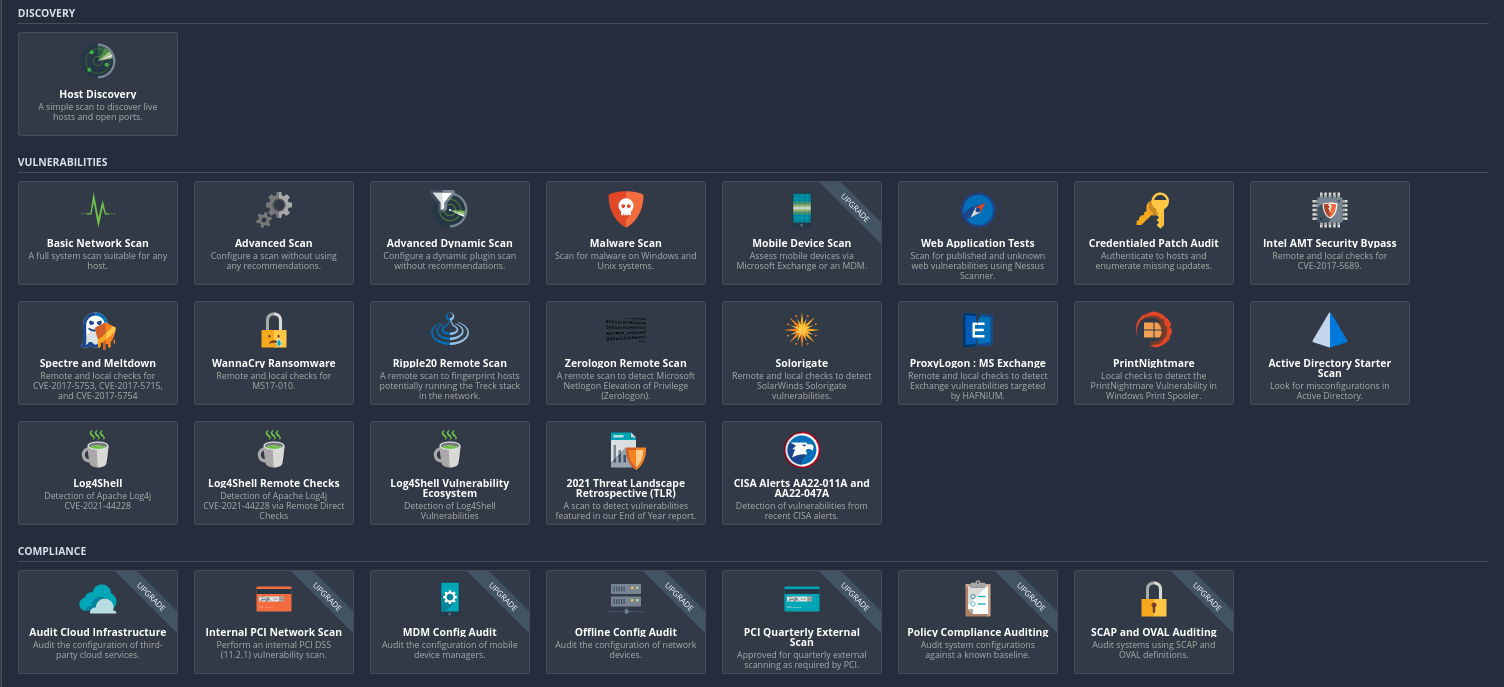 DISCOVERY
Host Discovery
A simple scan to discover live
hosts and open ports.
VULNERABILITIES
Basic Network Scan
A full system scan suitable for any
host.
Advanced Scan
Configure a scan without using
any recommendations.
Advanced Dynamic Scan
Configure a dynamic plugin scan
without recommendations.
Malware Scan
Scan for malware on Windows and
Unix systems.
UPGRADE
Mobile Device Scan
Assess mobile devices via
Microsoft Exchange or an MDM.
Web Application Tests
Scan for published and unknown
web vulnerabilities using Nessus
Scanner.
Credentialed Patch Audit
Authenticate to hosts and
enumerate missing updates.
Intel AMT Security Bypass
Remote and local checks for
CVE-2017-5689.
Spectre and Meltdown
Remote and local checks for
CVE-2017-5753, CVE-2017-5715,
and CVE-2017-5754
WannaCry Ransomware
Remote and local checks for
MS17-010.
Ripple20 Remote Scan
A remote scan to fingerprint hosts
potentially running the Treck stack
in the network.
Zerologon Remote Scan
A remote scan to detect Microsoft
Netlogon Elevation of Privilege
(Zerologon).
Solorigate
Remote and local checks to detect
SolarWinds Solorigate
vulnerabilities.
E
ProxyLogon : MS Exchange
Remote and local checks to detect
Exchange vulnerabilities targeted
by HAFNIUM.
PrintNightmare
Local checks to detect the
PrintNightmare Vulnerability in
Windows Print Spooler.
Active Directory Starter
Scan
Look for misconfigurations in
Active Directory.
Log4Shell
Detection of Apache Log4j
CVE-2021-44228
Log4Shell Remote Checks
Detection of Apache Log4j
CVE-2021-44228 via Remote Direct
Checks
Log4Shell Vulnerability
Ecosystem
Detection of Log4Shell
Vulnerabilities
2021 Threat Landscape
Retrospective (TLR)
A scan to detect vulnerabilities
featured in our End of Year report.
CISA Alerts AA22-011A and
AA22-047A
Detection of vulnerabilities from
recent CISA alerts.
COMPLIANCE
UPGRADE
Audit Cloud Infrastructure
Audit the configuration of third-
party cloud services.
UPGRADE
Internal PCI Network Scan
Perform an internal PCI DSS
(11.2.1) vulnerability scan.
UPGRADE
MDM Config Audit
Audit the configuration of mobile
device managers.
UPGRADE
Offline Config Audit
Audit the configuration of network
devices.
UPGRADE
PCI Quarterly External
Scan
Approved for quarterly external
scanning as required by PCI.
UPGRADE
Policy Compliance Auditing
Audit system configurations
against a known baseline.
UPGRADE
SCAP and OVAL Auditing
Audit systems using SCAP and
OVAL definitions.